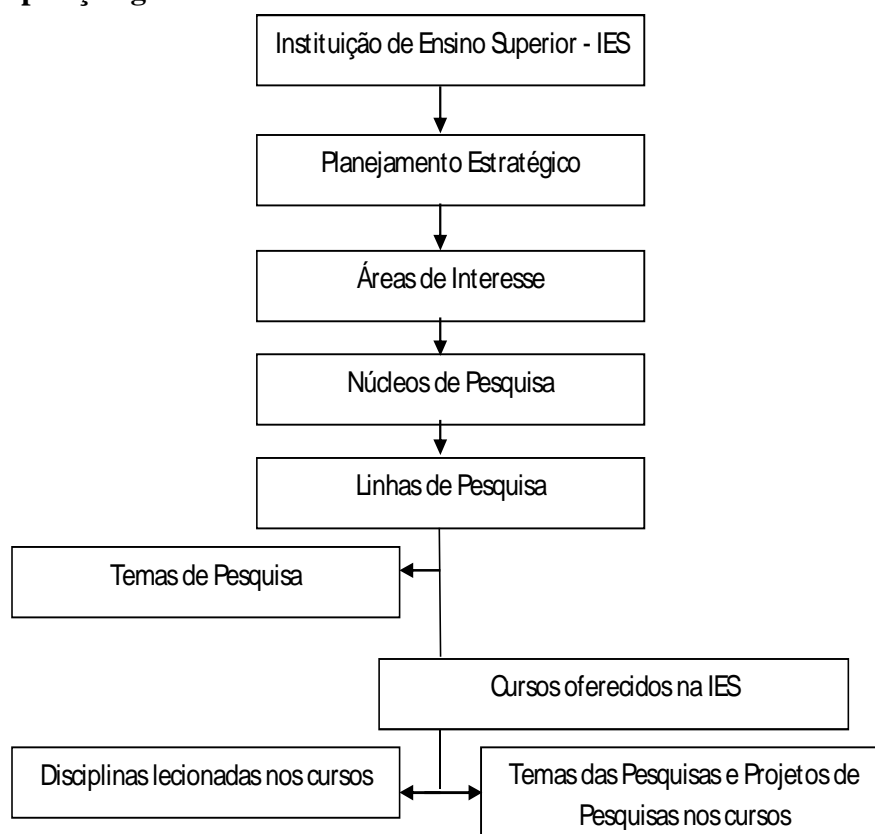 Instituição de Ensino Superior - IES
Planejamento Estratégico
Áreas de Interesse
Núcleos de Pesquisa
Linhas de Pesquisa
Temas de Pesquisa
Cursos oferecidos na IES
Disciplinas lecionadas nos cursos
Temas das Pesquisas e Projetos de
Pesquisas nos cursos